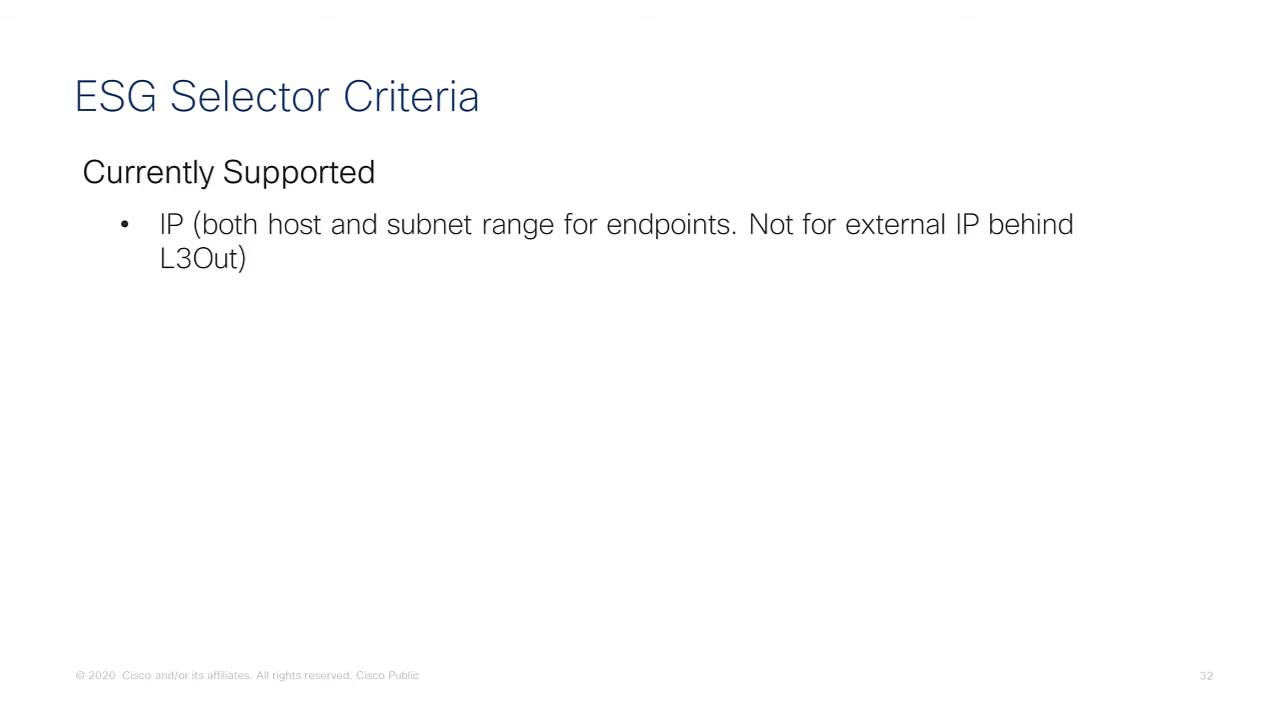 ESG Selector Criteria
Currently Supported
• IP (both host and subnet range for endpoints. Not for external IP behind
L3Out)
© 2020 Cisco and/or its affiliates. All rights reserved. Cisco Public
32